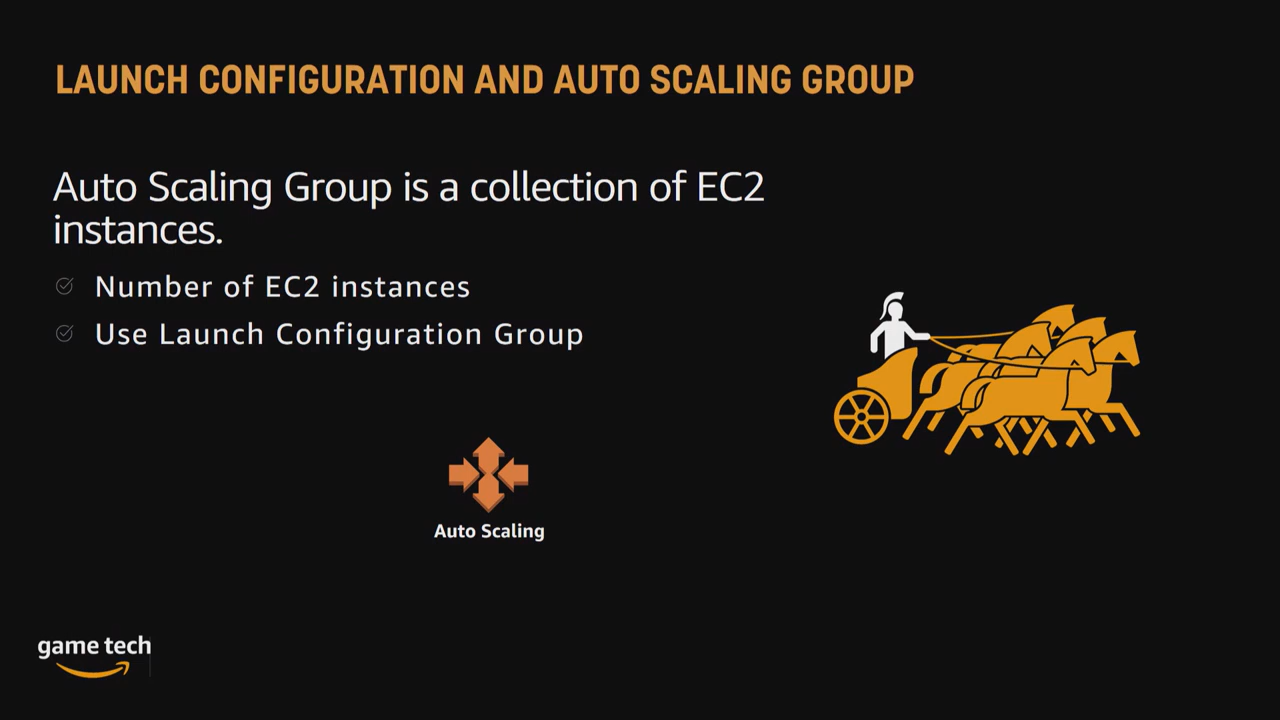 LAUNCH CONFIGURATION AND AUTO SCALING GROUP
Auto Scaling Group is a collection of EC2
instances.
Number of EC2 instances
Use Launch Configuration Group
Auto Scaling
game tech